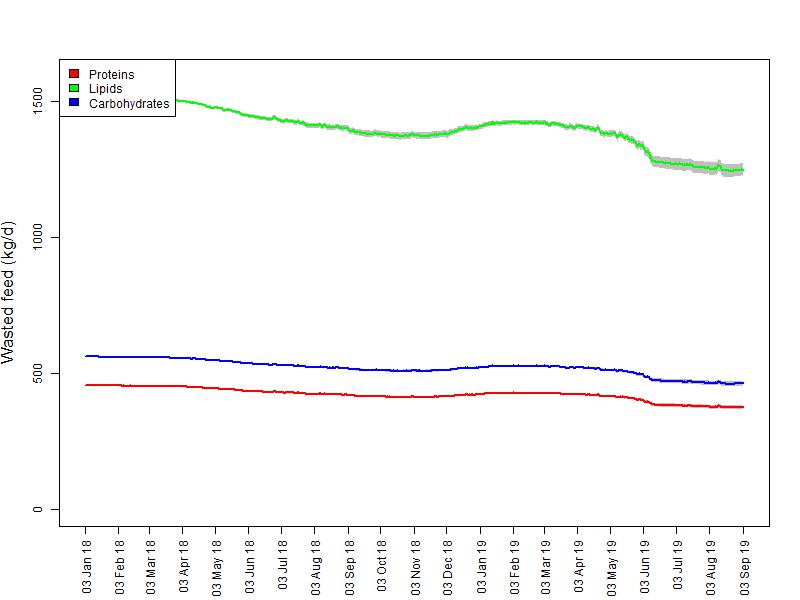 Proteins
Lipids
Carbohydrates
Wasted feed (kg/d)
1500
1000
500
0
03 Jan 18
03 Feb 18
03 Mar 18
03 Apr 18
03 May 18
03 Jun 18
03 Jul 18
03 Aug 18
03 Sep 18
03 Oct 18
03 Nov 18
03 Dec 18
03 Jan 19
03 Feb 19
03 Mar 19
03 Apr 19
03 May 19
03 Jun 19
03 Jul 19
03 Aug 19
03 Sep 19